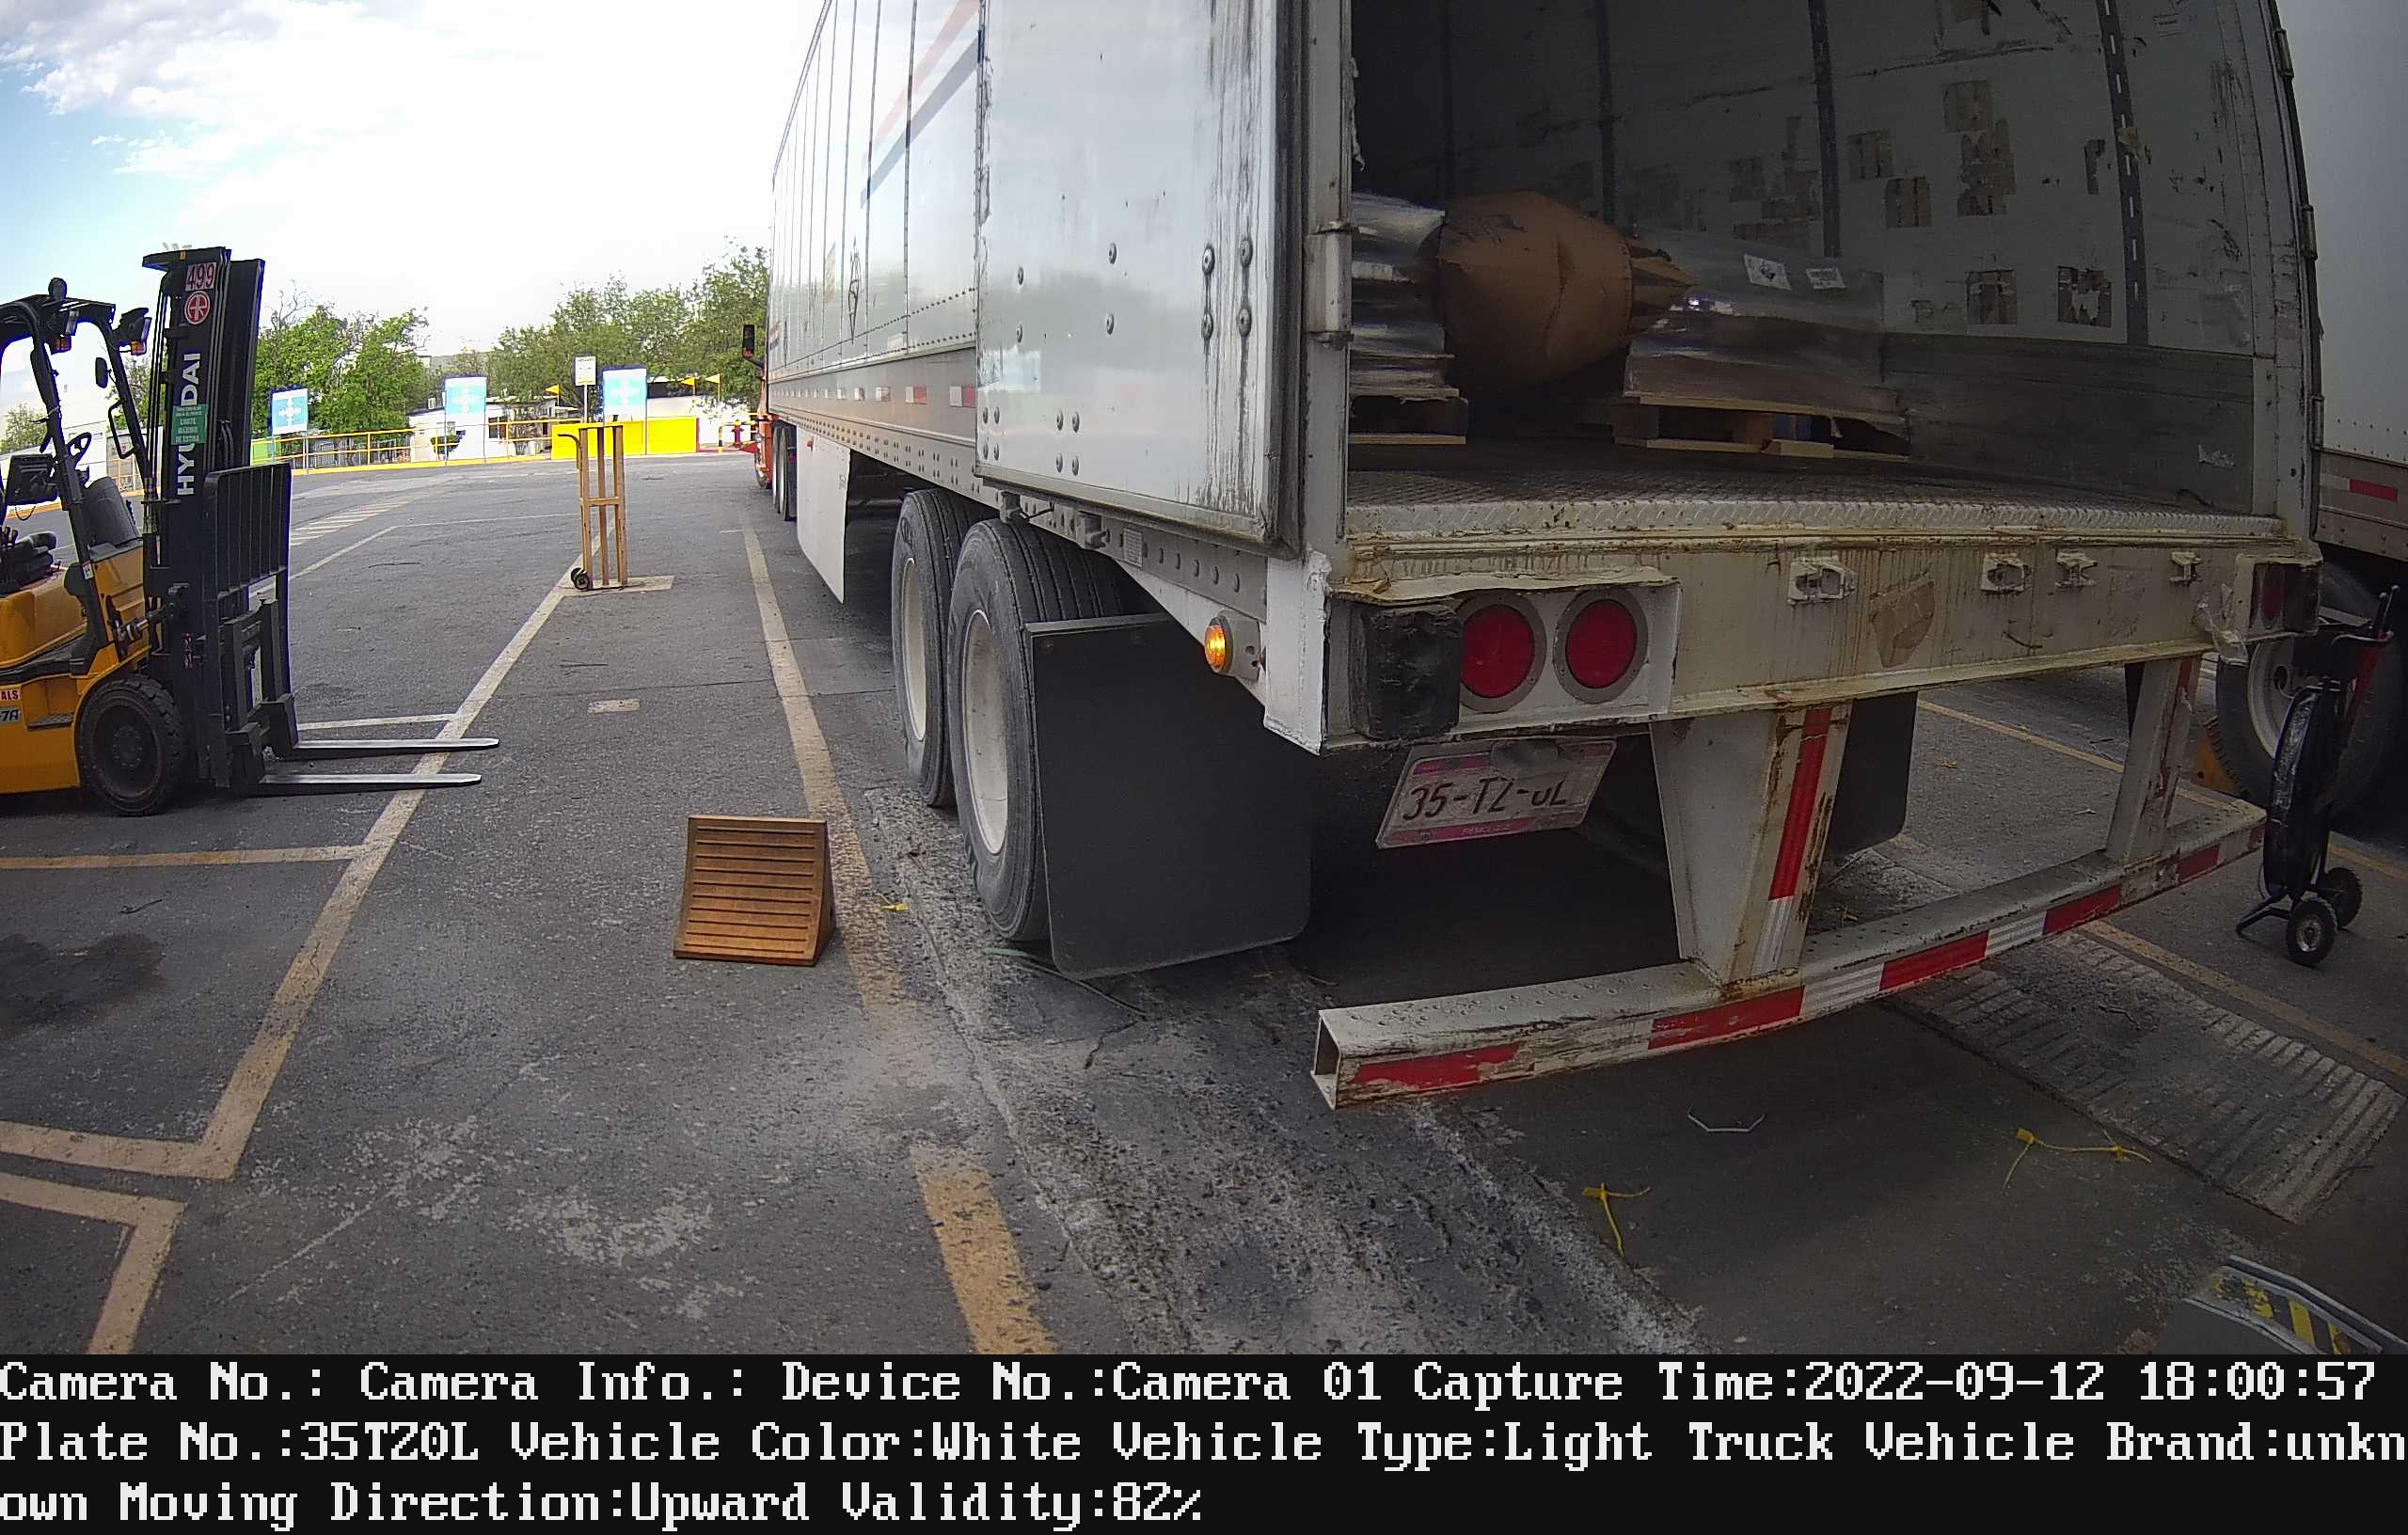 499
HYUNDAI
35-TZ-0L
Camera No.: Camera Info.: Device No.:Camera 01 Capture Time:2022-09-12 18:00:57
Plate No.:35TZ0L Vehicle Color:White Vehicle Type:Light Truck Vehicle Brand:unkn
own Moving Direction:Upward Validity:82%